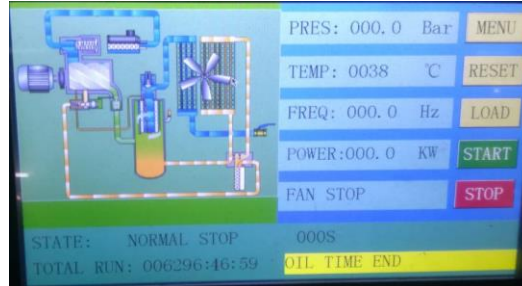 PRES: 000.0 Bar MENU
TEMP: 0038 ℃ RESET
FREQ: 000.0 Hz LOAD
POWER:000.0 KW START
FAN STOP STOP
STATE: NORMAL STOP 000S
TOTAL RUN: 006296:46:59 OIL TIME END